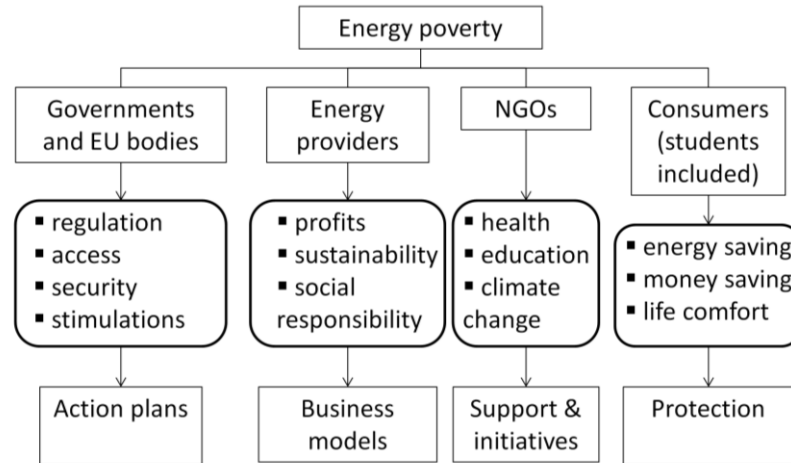 Energy poverty
Governments
and EU bodies
Energy
providers
NGOs
Consumers
(students
included)
▪ regulation
▪ access
▪ security
▪ stimulations
▪ profits
▪ sustainability
▪ social
responsibility
▪ health
▪ education
▪ climate
change
▪ energy saving
▪ money saving
▪ life comfort
Action plans
Business
models
Support &
initiatives
Protection